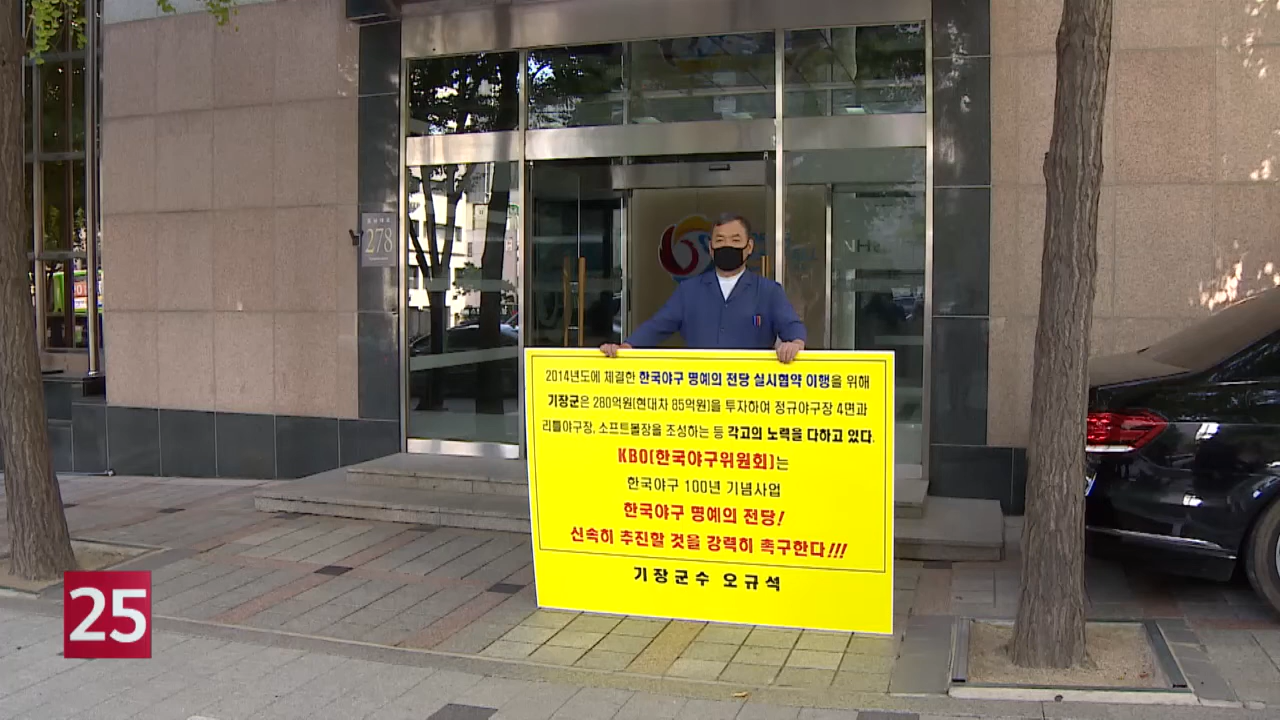 278
2014년도에 체결한 한국야구 명예의 전당 실시협약 이행을 위해
기장군은 280억원(현대차 85억원)을 투자하여 정규야구장 4면과
리틀야구장, 소프트볼장을 조성하는 등 각고의 노력을 다하고 있다.
KBO(한국야구위원회)는
한국야구 100년 기념사업
한국야구 명예의 전당!
신속히 추진할 것을 강력히 촉구한다!!!
기장군수 오규석
25